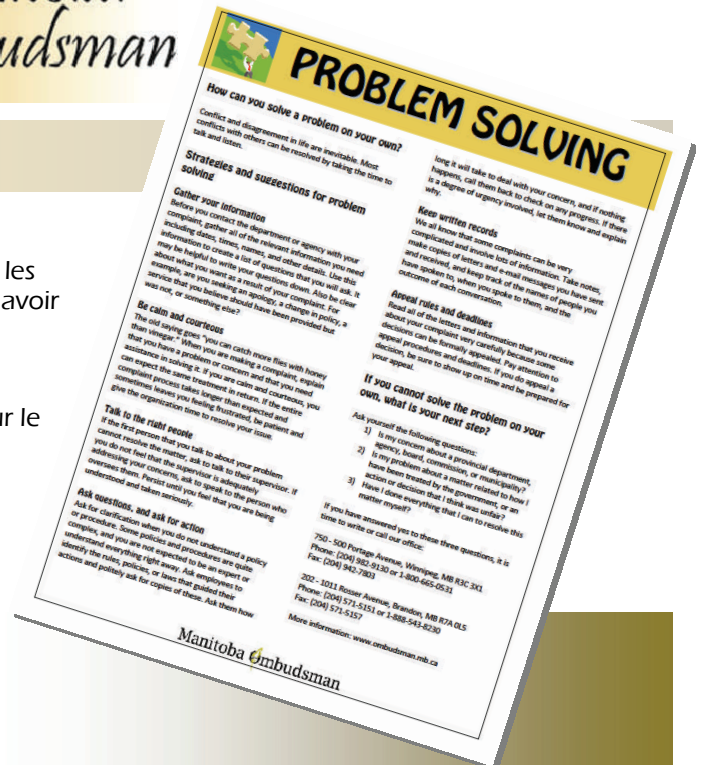 udsman
les
avoir
ur le
PROBLEM SOLVING
How can you solve a problem on your own?
Conflict and disagreement in life are inevitable. Most
conflicts with others can be resolved by taking the time to
talk and listen.
Strategies and suggestions for problem
solving
Gather your information
Before you contact the department or agency with your
complaint, gather all of the relevant information you need
including dates, times, names, and other details. Use this
information to create a list of questions that you will ask. It
may be helpful to write your questions down. Also be clear
about what you want as a result of your complaint. For
example, are you seeking an apology, a change in policy, a
service that you believe should have been provided but
was not, or something else?
Be calm and courteous
The old saying goes "you can catch more flies with honey
than vinegar." When you are making a complaint, explain
that you have a problem or concern and that you need
assistance in solving it. If you are calm and courteous, you
can expect the same treatment in return. If the entire
complaint process takes longer than expected and
sometimes leaves you feeling frustrated, be patient and
give the organization time to resolve your issue.
Talk to the right people
If the first person that you talk to about your problem
cannot resolve the matter, ask to talk to their supervisor. If
you do not feel that the supervisor is adequately
addressing your concerns, ask to speak to the person who
oversees them. Persist until you feel that you are being
understood and taken seriously.
Ask questions, and ask for action
Ask for clarification when you do not understand a policy
or procedure. Some policies and procedures are quite
complex, and you are not expected to be an expert or
understand everything right away. Ask employees to
identify the rules, policies, or laws that guided their
actions and politely ask for copies of these. Ask them how
long it will take to deal with your concern, and if nothing
happens, call them back to check on any progress. If there
is a degree of urgency involved, let them know and explain
why.
Keep written records
We all know that some complaints can be very
complicated and involve lots of information. Take notes,
make copies of letters and e-mail messages you have sent
and received, and keep track of the names of people you
have spoken to, when you spoke to them, and the
outcome of each conversation.
Appeal rules and deadlines
Read all of the letters and information that you receive
about your complaint very carefully because some
decisions can be formally appealed. Pay attention to
appeal procedures and deadlines. If you do appeal a
decision, be sure to show up on time and be prepared for
your appeal.
If you cannot solve the problem on your
own, what is your next step?
Ask yourself the following questions:
1) Is my concern about a provincial department,
agency, board, commission, or municipality?
2) Is my problem about a matter related to how I
have been treated by the government, or an
action or decision that I think was unfair?
3) Have I done everything that I can to resolve this
matter myself?
If you have answered yes to these three questions, it is
time to write or call our office:
750 - 500 Portage Avenue, Winnipeg, MB R3C 3X1
Phone: (204) 982-9130 or 1-800-665-0531
Fax: (204) 942-7803
202 - 1011 Rosser Avenue, Brandon, MB R7A 0L5
Phone: (204) 571-5151 or 1-888-543-8230
Fax: (204) 571-5157
More information: www.ombudsman.mb.ca
Manitoba Ombudsman